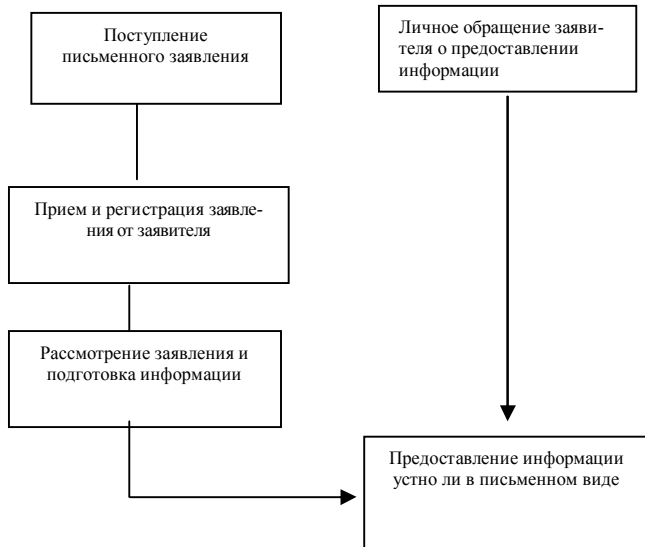 Поступление
письменного заявления
Личное обращение заяви-
теля о предоставлении
информации
Прием и регистрация заявле-
ния от заявителя
Рассмотрение заявления и
подготовка информации
Предоставление информации
устно ли в письменном виде